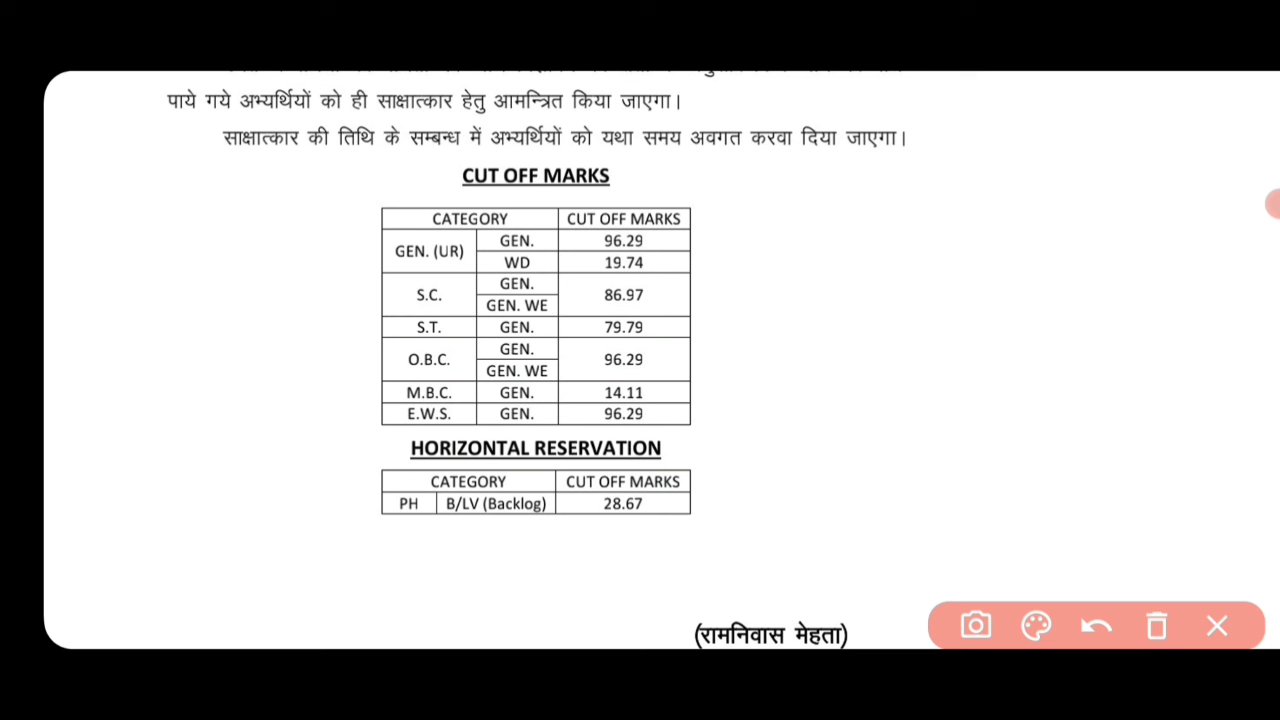 पाये गये अभ्यर्थियों को ही साक्षात्कार हेतु आमन्त्रित किया जाएगा।
साक्षात्कार की तिथि के सम्बन्ध में अभ्यर्थियों को यथा समय अवगत करवा दिया जाएगा।
CUT OFF MARKS
CATEGORY CUT OFF MARKS
GEN. (UR) GEN. 96.29
WD 19.74
S.C. GEN. 86.97
GEN. WE
S.T. GEN. 79.79
O.B.C. GEN. 96.29
GEN. WE
M.B.C. GEN. 14.11
E.W.S. GEN. 96.29
HORIZONTAL RESERVATION
CATEGORY CUT OFF MARKS
PH B/LV (Backlog) 28.67
(रामनिवास मेहता)